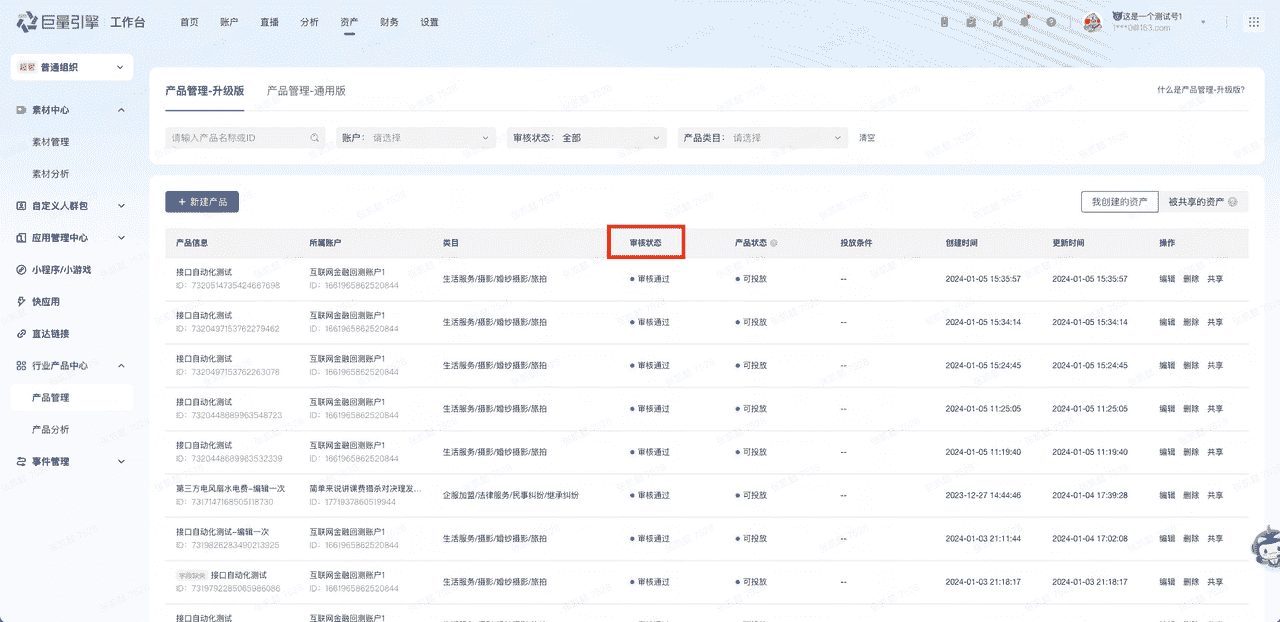 巨量引擎 工作台 首页 账户 直播 分析 资产 财务 设置
这是一个测试号1
1***0@163.com
普通组织
素材中心
素材管理
素材分析
自定义人群包
应用管理中心
小程序/小游戏
快应用
直达链接
行业产品中心
产品管理
产品分析
事件管理
产品管理-升级版 产品管理-通用版 什么是产品管理-升级版?
请输入产品名称或ID 账户: 请选择 审核状态: 全部 产品类目: 请选择 清空
+ 新建产品 我创建的资产 被共享的资产
产品信息 所属账户 类目 审核状态 产品状态 投放条件 创建时间 更新时间 操作
接口自动化测试 互联网金融回测账户1
生活服务/摄影/婚纱摄影/旅拍 审核通过 可投放 -- 2024-01-05 15:35:57 2024-01-05 15:35:57 编辑 删除 共享
ID: 7320514735424667698 ID: 1661965862520844
接口自动化测试 互联网金融回测账户1
生活服务/摄影/婚纱摄影/旅拍 审核通过 可投放 -- 2024-01-05 15:34:14 2024-01-05 15:34:14 编辑 删除 共享
ID: 7320497153762279462 ID: 1661965862520844
接口自动化测试 互联网金融回测账户1
生活服务/摄影/婚纱摄影/旅拍 审核通过 可投放 -- 2024-01-05 15:24:45 2024-01-05 15:24:45 编辑 删除 共享
ID: 7320497153762263078 ID: 1661965862520844
接口自动化测试 互联网金融回测账户1
生活服务/摄影/婚纱摄影/旅拍 审核通过 可投放 -- 2024-01-05 11:25:05 2024-01-05 11:25:05 编辑 删除 共享
ID: 7320448689963548723 ID: 1661965862520844
接口自动化测试 互联网金融回测账户1
生活服务/摄影/婚纱摄影/旅拍 审核通过 可投放 -- 2024-01-05 11:19:40 2024-01-05 11:19:40 编辑 删除 共享
ID: 7320448689963532339 ID: 1661965862520844
第三方电风扇水电费-编辑一次 简单来说讲课费猎杀对决理发...
企服加盟/法律服务/民事纠纷/继承纠纷 审核通过 可投放 -- 2023-12-27 14:44:46 2024-01-04 17:39:28 编辑 删除 共享
ID: 7317147168505118730 ID: 1771937860519944
接口自动化测试-编辑一次 互联网金融回测账户1
生活服务/摄影/婚纱摄影/旅拍 审核通过 可投放 -- 2024-01-03 21:11:44 2024-01-04 17:02:08 编辑 删除 共享
ID: 7319826283490213925 ID: 1661965862520844
字段缺失 接口自动化测试 互联网金融回测账户1
生活服务/摄影/婚纱摄影/旅拍 审核通过 可投放 -- 2024-01-03 21:18:17 2024-01-03 21:18:17 编辑 删除 共享
ID: 7319792285065986086 ID: 1661965862520844
接口自动化测试 互联网金融回测账户1